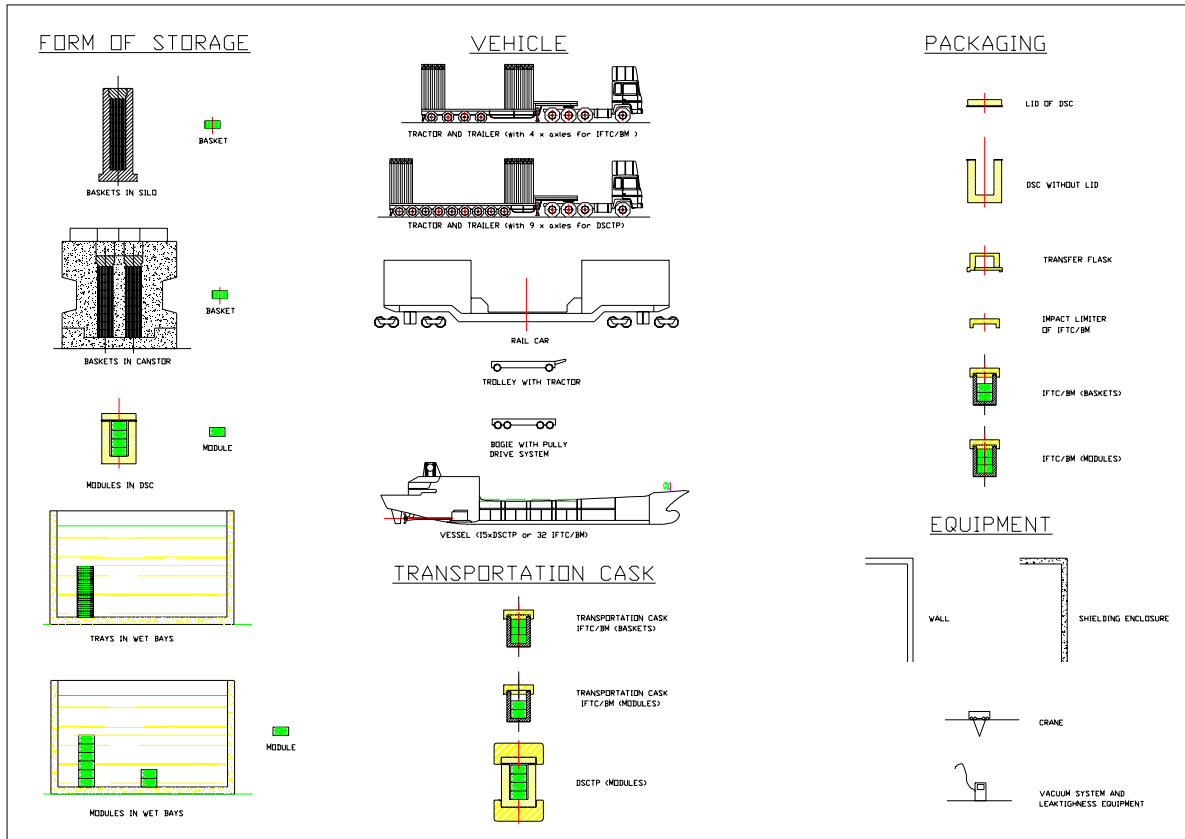 FORM OF STORAGE
BASKET
BASKETS IN SILO
BASKET
BASKETS IN CANSTOR
MODULE
MODULES IN DSC
TRAYS IN WET BAYS
MODULE
MODULES IN WET BAYS
VEHICLE
TRACTOR AND TRAILER (With 4 x axles for IFTC/BM )
TRACTOR AND TRAILER (With 9 x axles for DSCTP)
RAIL CAR
TROLLEY WITH TRACTOR
BOGIE WITH PULLY
DRIVE SYSTEM
VESSEL (15xDSCTP or 32 IFTC/BM)
TRANSPORTATION CASK
TRANSPORTATION CASK
IFTC/BM (BASKETS)
TRANSPORTATION CASK
IFTC/BM (MODULES)
DSCTP (MODULES)
PACKAGING
LID OF DSC
DSC WITHOUT LID
TRANSFER FLASK
IMPACT LIMITER
OF IFTC/BM
IFTC/BM (BASKETS)
IFTC/BM (MODULES)
EQUIPMENT
WALL
SHIELDING ENCLOSURE
CRANE
VACUUM SYSTEM AND
LEAKTIGHNESS EQUIPMENT